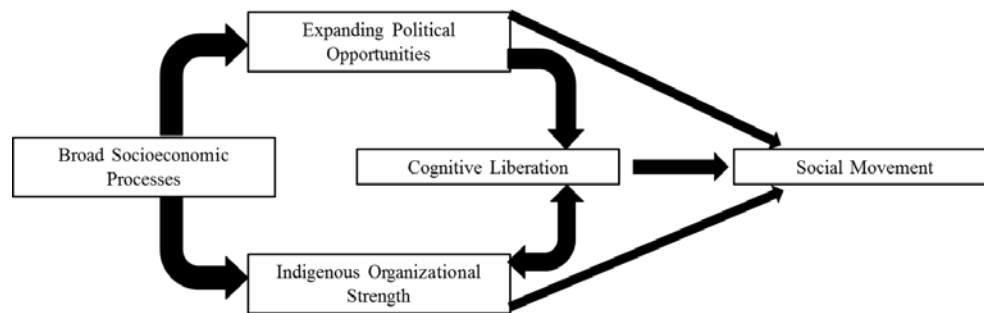 Expanding Political
Opportunities
Broad Socioeconomic
Processes
Cognitive Liberation
Social Movement
Indigenous Organizational
Strength